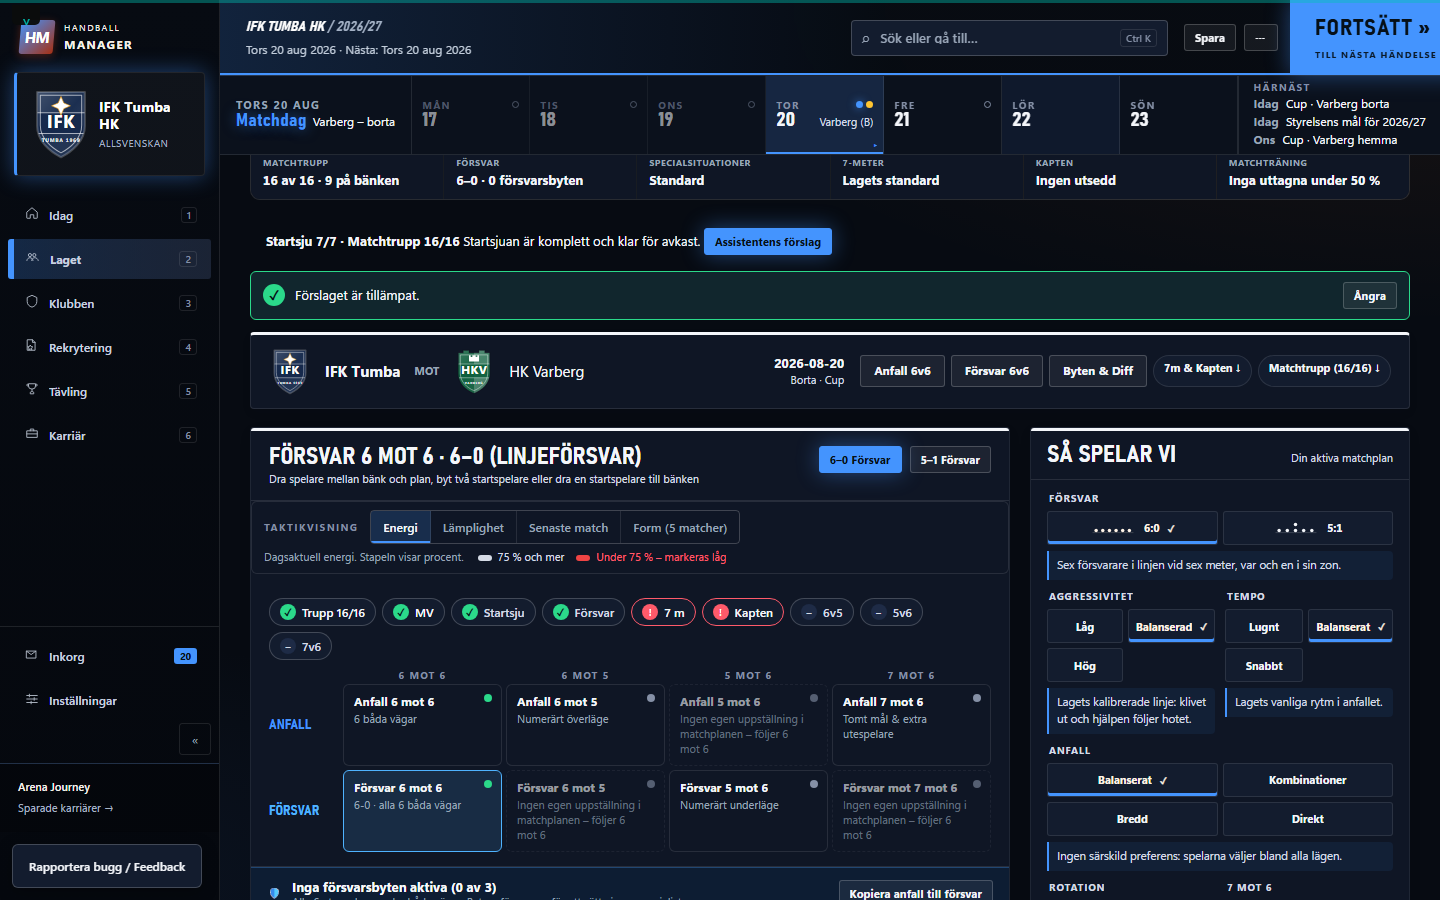 HM
HANDBALL
MANAGER
IFK TUMBA HK / 2026/27
Tors 20 aug 2026 · Nästa: Tors 20 aug 2026
Sök eller gå till...
Ctrl K
Spara
---
FORTSÄTT »
TILL NÄSTA HÄNDELSE
IFK
TUMBA 1968
IFK Tumba
HK
ALLSVENSKAN
TORS 20 AUG
Matchdag Varberg – borta
MÅN
17
TIS
18
ONS
19
TOR
20
Varberg (B)
FRE
21
LÖR
22
SÖN
23
HÄRNÄST
Idag Cup · Varberg borta
Idag Styrelsens mål för 2026/27
Ons Cup · Varberg hemma
Idag 1
Laget 2
Klubben 3
Rekrytering 4
Tävling 5
Karriär 6
Inkorg 20
Inställningar
«
Arena Journey
Sparade karriärer →
Rapportera bugg / Feedback
MATCHTRUPP
16 av 16 · 9 på bänken
FÖRSVAR
6–0 · 0 försvarsbyten
SPECIALSITUATIONER
Standard
7-METER
Lagets standard
KAPTEN
Ingen utsedd
MATCHTRÄNING
Inga uttagna under 50 %
Startsju 7/7 · Matchtrupp 16/16 Startsjuan är komplett och klar för avkast.
Assistentens förslag
Förslaget är tillämpat.
Ångra
IFK
IFK Tumba
MOT
HKV
HK Varberg
2026-08-20
Borta · Cup
Anfall 6v6
Försvar 6v6
Byten & Diff
7m & Kapten ↓
Matchtrupp (16/16) ↓
FÖRSVAR 6 MOT 6 · 6–0 (LINJEFÖRSVAR)
Dra spelare mellan bänk och plan, byt två startspelare eller dra en startspelare till bänken
6–0 Försvar
5–1 Försvar
TAKTIKVISNING
Energi
Lämplighet
Senaste match
Form (5 matcher)
Dagsaktuell energi. Stapeln visar procent.
75 % och mer
Under 75 % – markeras låg
Trupp 16/16
MV
Startsju
Försvar
7 m
Kapten
6v5
5v6
7v6
6 MOT 6
6 MOT 5
5 MOT 6
7 MOT 6
ANFALL
Anfall 6 mot 6
6 båda vägar
Anfall 6 mot 5
Numerärt överläge
Anfall 5 mot 6
Ingen egen uppställning i
matchplanen – följer 6
mot 6
Anfall 7 mot 6
Tomt mål & extra
utespelare
FÖRSVAR
Försvar 6 mot 6
6-0 · alla 6 båda vägar
Försvar 6 mot 5
Ingen egen uppställning i
matchplanen – följer 6
mot 6
Försvar 5 mot 6
Numerärt underläge
Försvar mot 7 mot 6
Ingen egen uppställning i
matchplanen – följer 6
mot 6
Inga försvarsbyten aktiva (0 av 3)
Kopiera anfall till försvar
SÅ SPELAR VI
Din aktiva matchplan
FÖRSVAR
6:0 ✓
5:1
Sex försvarare i linjen vid sex meter, var och en i sin zon.
AGGRESSIVITET
Låg
Balanserad ✓
Hög
Lagets kalibrerade linje: klivet
ut och hjälpen följer hotet.
TEMPO
Lugnt
Balanserat ✓
Snabbt
Lagets vanliga rytm i anfallet.
ANFALL
Balanserat ✓
Kombinationer
Bredd
Direkt
Ingen särskild preferens: spelarna väljer bland alla lägen.
ROTATION
7 MOT 6